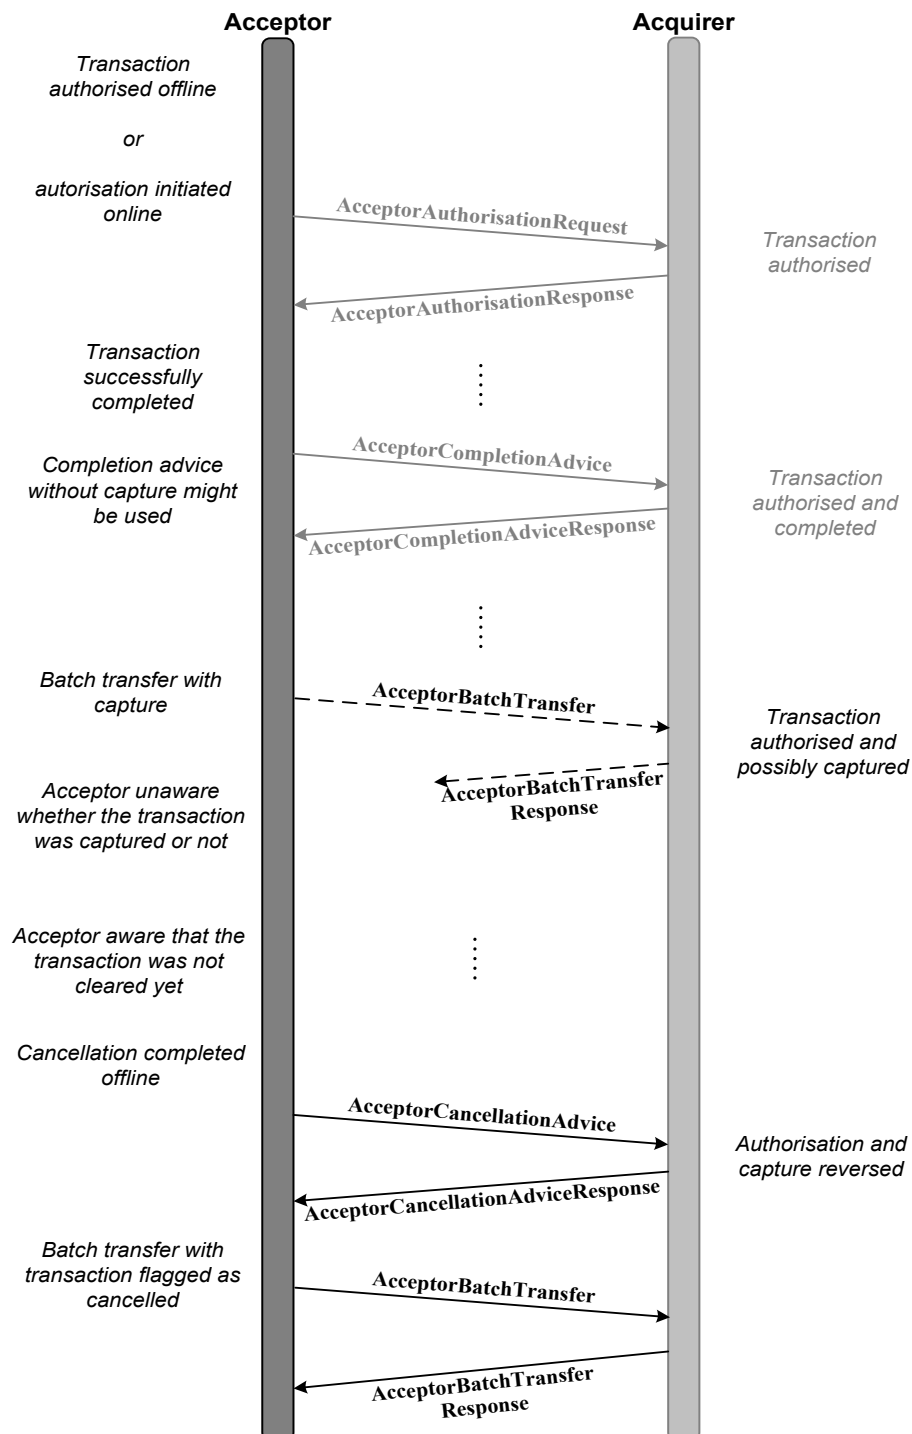 Acceptor
Acquirer
Transaction
authorised offline
or
autorisation initiated
online
AcceptorAuthorisationRequest
Transaction
authorised
AcceptorAuthorisationResponse
Transaction
successfully
completed
AcceptorCompletionAdvice
Completion advice
without capture might
be used
Transaction
authorised and
completed
AcceptorCompletionAdviceResponse
Batch transfer with
capture
AcceptorBatchTransfer
Transaction
authorised and
possibly captured
AcceptorBatchTransfer
Response
Acceptor unaware
whether the transaction
was captured or not
Acceptor aware that the
transaction was not
cleared yet
Cancellation completed
offline
AcceptorCancellationAdvice
Authorisation and
capture reversed
AcceptorCancellationAdviceResponse
Batch transfer with
transaction flagged as
cancelled
AcceptorBatchTransfer
AcceptorBatchTransfer
Response